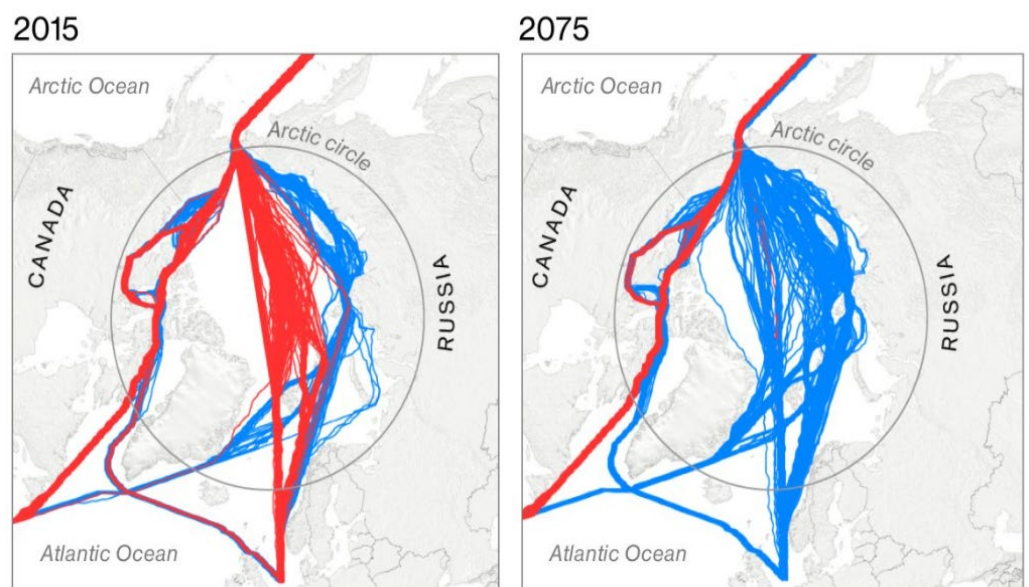 2015
Arctic Ocean
Arctic circle
CANADA
RUSSIA
Atlantic Ocean
2075
Arctic Ocean
Arctic circle
CANADA
RUSSIA
Atlantic Ocean